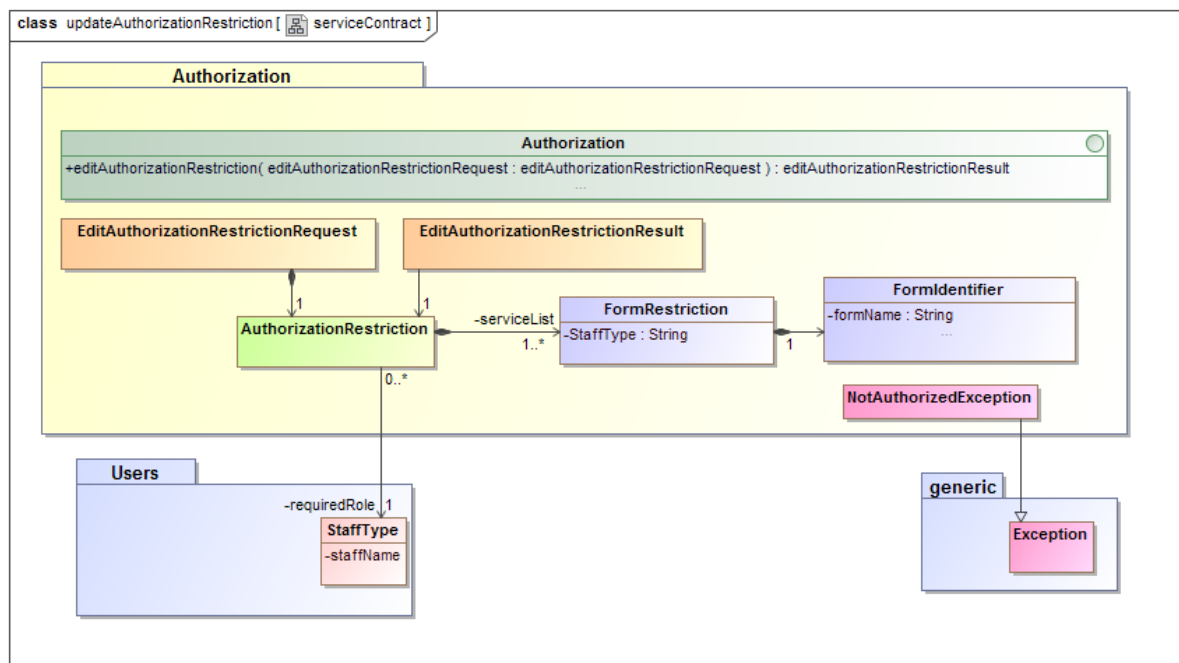 class updateAuthorizationRestriction [ serviceContract ]
Authorization
Authorization
+editAuthorizationRestriction( editAuthorizationRestrictionRequest : editAuthorizationRestrictionRequest ) : editAuthorizationRestrictionResult
...
EditAuthorizationRestrictionRequest
EditAuthorizationRestrictionResult
1
1
AuthorizationRestriction
-serviceList
1..*
FormRestriction
-StaffType : String
1
FormIdentifier
-formName : String
...
0..*
NotAuthorizedException
Users
-requiredRole
1
StaffType
-staffName
generic
Exception